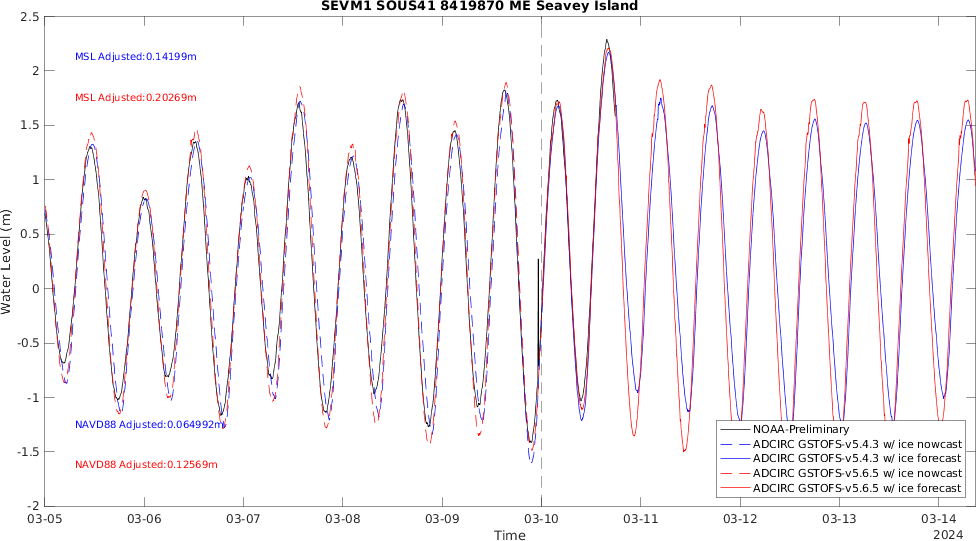 SEVM1 SOUS41 8419870 ME Seavey Island
2.5
2
1.5
1
0.5
0
-0.5
-1
-1.5
-2
Water Level (m)
MSL Adjusted:0.14199m
MSL Adjusted:0.20269m
NAVD88 Adjusted:0.064992m
NAVD88 Adjusted:0.12569m
NOAA-Preliminary
ADCIRC GSTOFS-v5.4.3 w/ ice nowcast
ADCIRC GSTOFS-v5.4.3 w/ ice forecast
ADCIRC GSTOFS-v5.6.5 w/ ice nowcast
ADCIRC GSTOFS-v5.6.5 w/ ice forecast
03-05 03-06 03-07 03-08 03-09 03-10 03-11 03-12 03-13 03-14
Time
2024